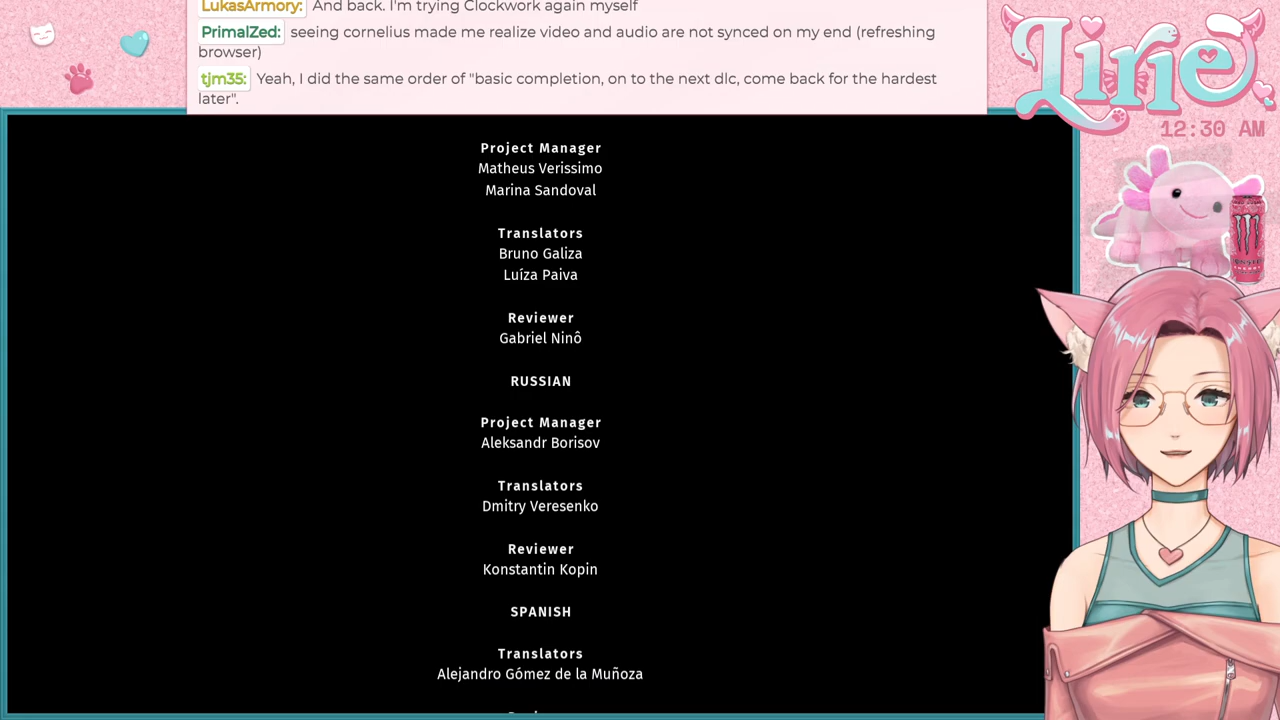 LukasArmory: And back. I'm trying Clockwork again myself
PrimalZed: seeing cornelius made me realize video and audio are not synced on my end (refreshing
browser)
tjm35: Yeah, I did the same order of "basic completion, on to the next dlc, come back for the hardest
later".
Lirie
12:30 AM
Project Manager
Matheus Verissimo
Marina Sandoval
Translators
Bruno Galiza
Luíza Paiva
Reviewer
Gabriel Ninô
RUSSIAN
Project Manager
Aleksandr Borisov
Translators
Dmitry Veresenko
Reviewer
Konstantin Kopin
SPANISH
Translators
Alejandro Gómez de la Muñoza